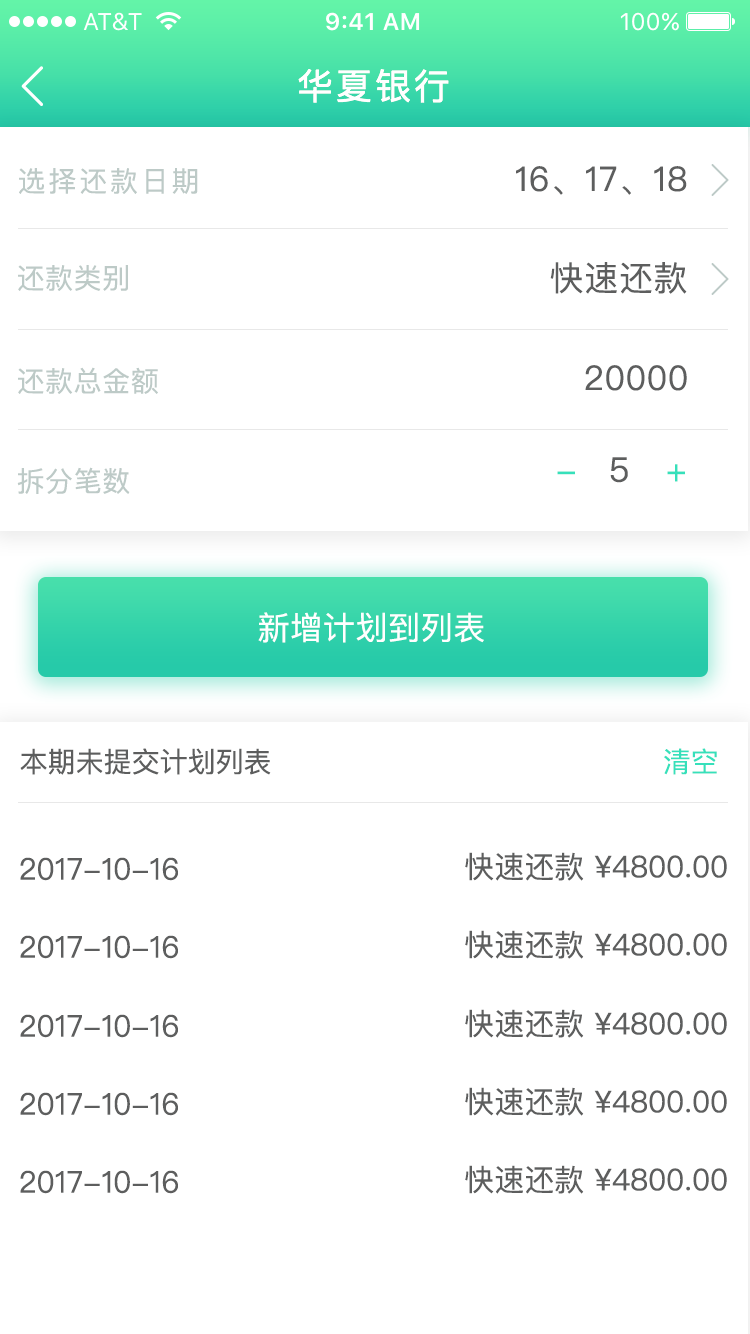 AT&T 9:41 AM 100%
华夏银行
选择还款日期 16、17、18
还款类别 快速还款
还款总金额 20000
拆分笔数 − 5 +
新增计划到列表
本期未提交计划列表 清空
2017–10–16 快速还款 ¥4800.00
2017–10–16 快速还款 ¥4800.00
2017–10–16 快速还款 ¥4800.00
2017–10–16 快速还款 ¥4800.00
2017–10–16 快速还款 ¥4800.00